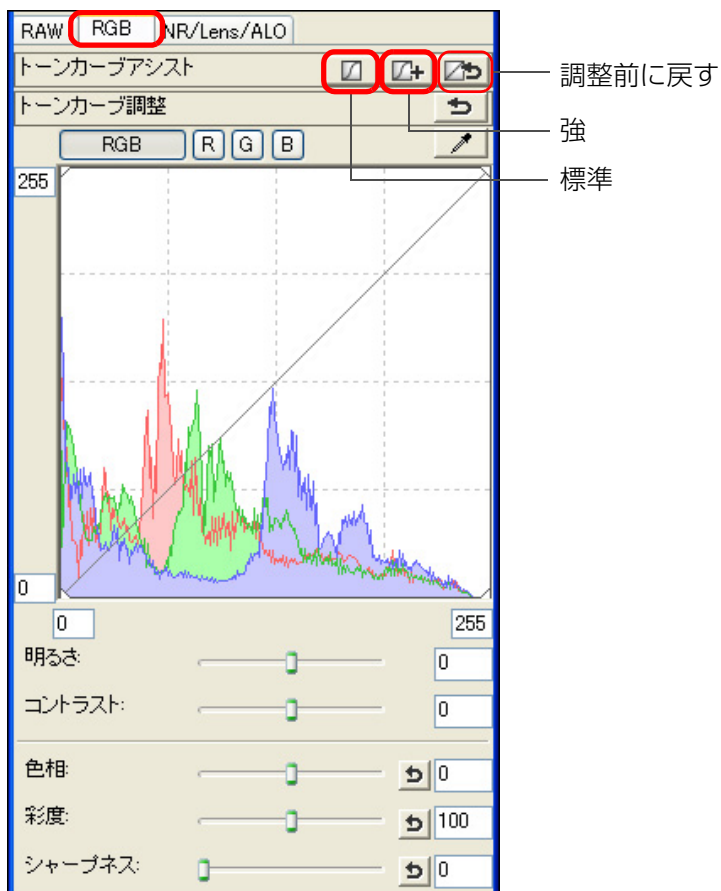 RAW RGB NR/Lens/ALO
トーンカーブアシスト
調整前に戻す
トーンカーブ調整
強
RGB R G B
標準
255
0
0 255
明るさ: 0
コントラスト: 0
色相: 0
彩度: 100
シャープネス: 0